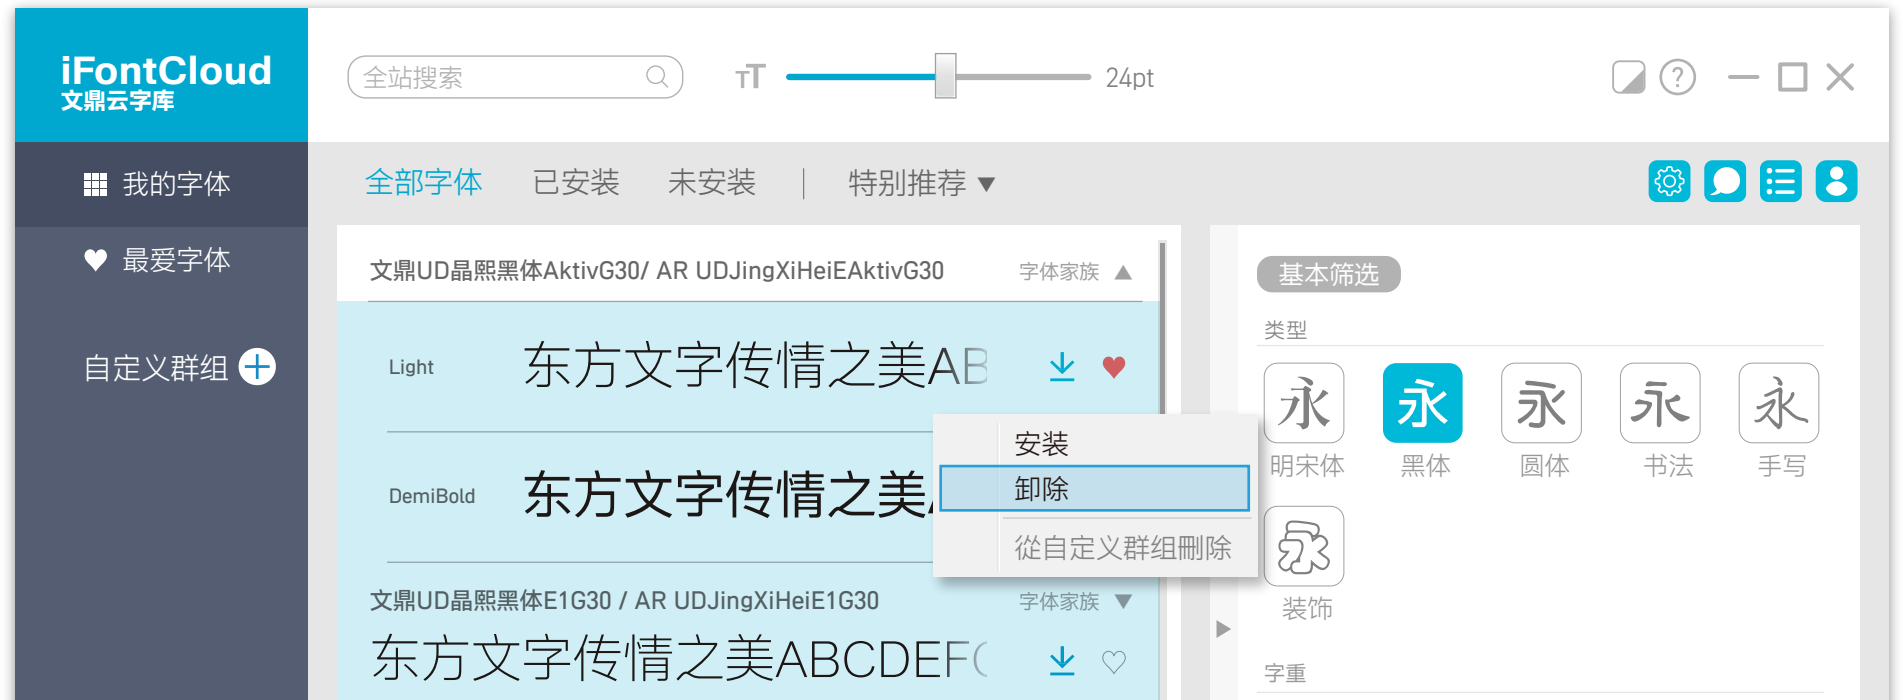 iFontCloud
文鼎云字库
全站搜索
TT
24pt
?
我的字体
最爱字体
自定义群组
全部字体 已安装 未安装 | 特别推荐 ▼
文鼎UD晶熙黑体AktivG30/ AR UDJingXiHeiEAktivG30 字体家族 ▲
Light 东方文字传情之美AB
DemiBold 东方文字传情之美
安装
卸除
從自定义群组刪除
文鼎UD晶熙黑体E1G30 / AR UDJingXiHeiE1G30 字体家族 ▼
东方文字传情之美ABCDEF
基本筛选
类型
永 永 永 永 永
明宋体 黑体 圆体 书法 手写
永
装饰
字重